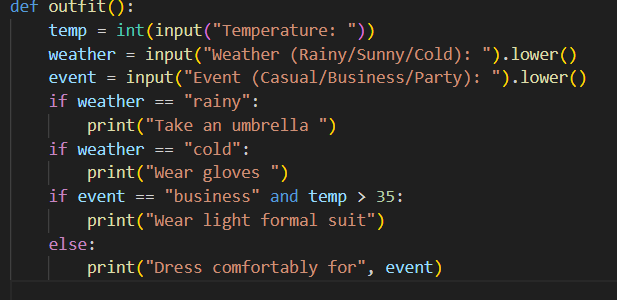 def outfit():
    temp = int(input("Temperature: "))
    weather = input("Weather (Rainy/Sunny/Cold): ").lower()
    event = input("Event (Casual/Business/Party): ").lower()
    if weather == "rainy":
        print("Take an umbrella ")
    if weather == "cold":
        print("Wear gloves ")
    if event == "business" and temp > 35:
        print("Wear light formal suit")
    else:
        print("Dress comfortably for", event)